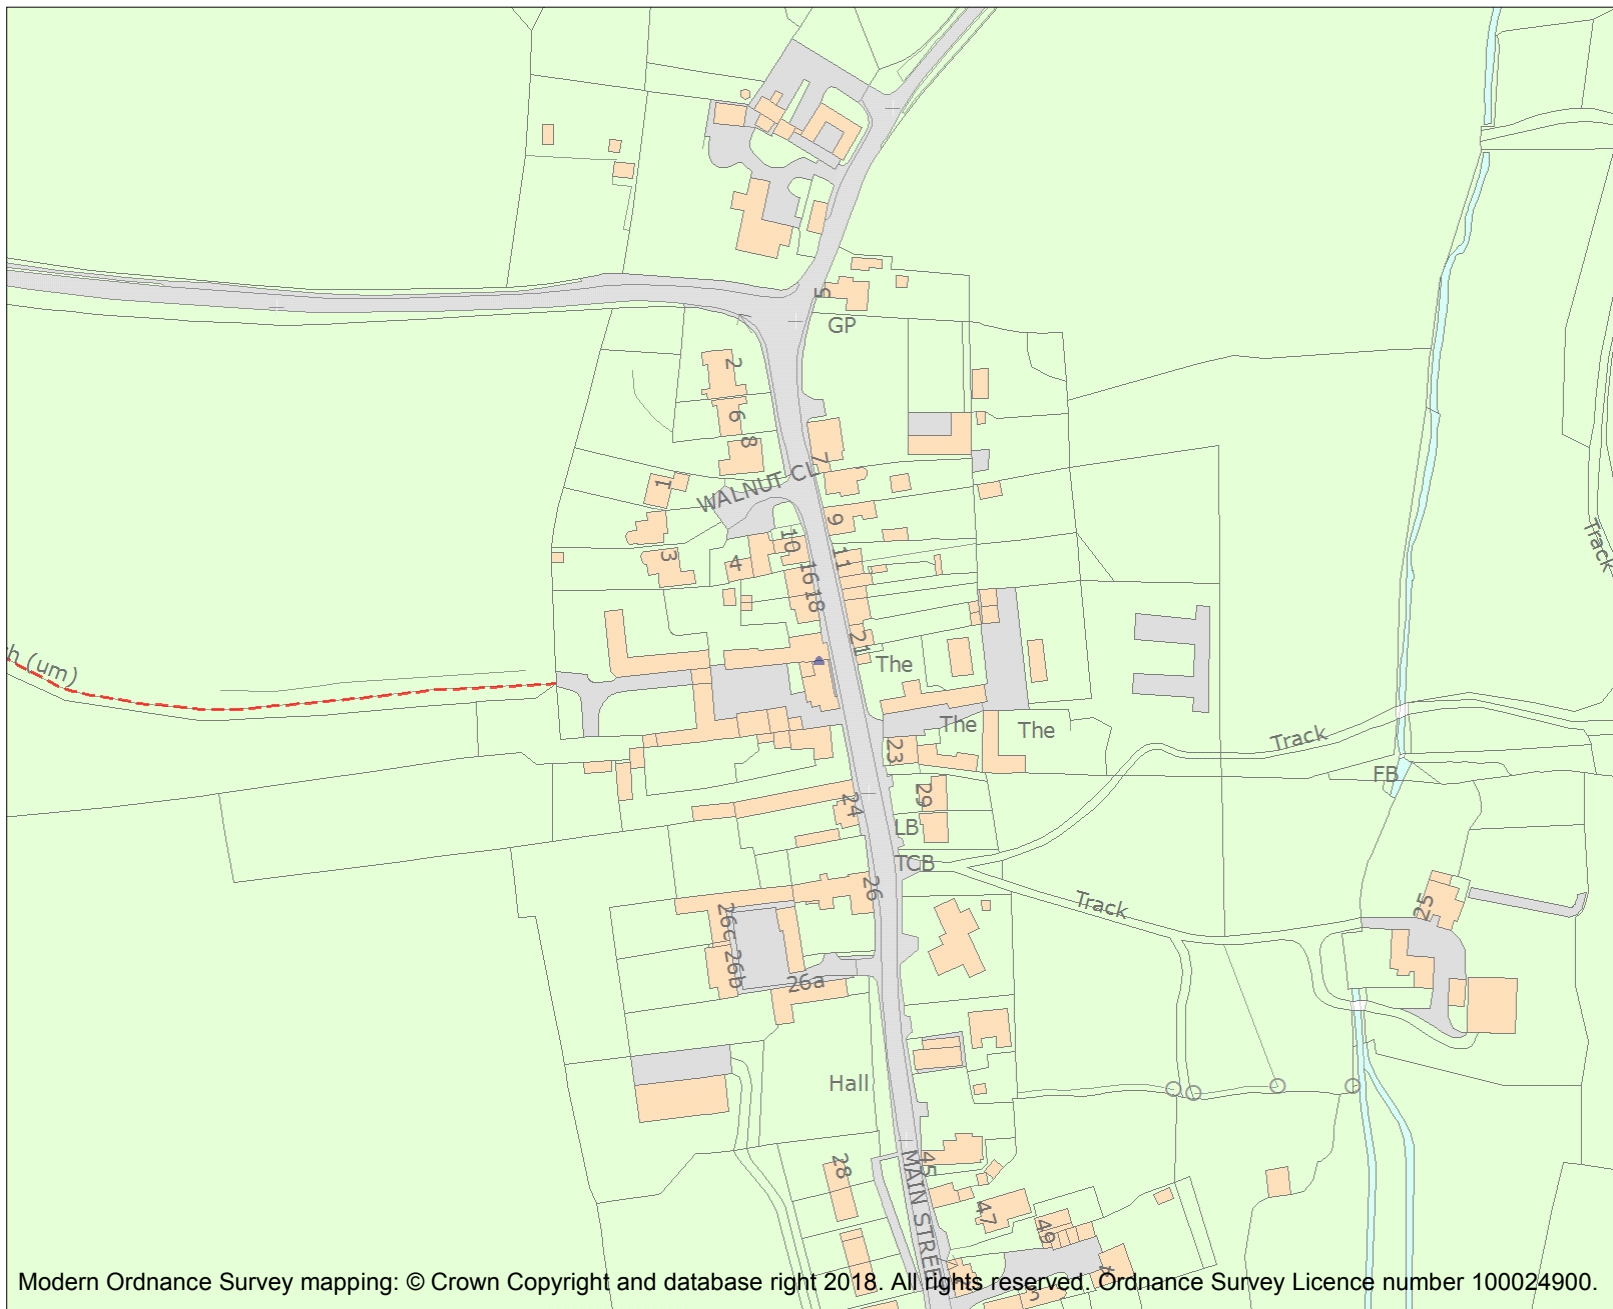 5
GP
2
6
8
7
WALNUT CL
1
9
10
11
3
4
16
18
21
The
h (um)
The
The
Track
Track
23
FB
24
29
LB
TCB
26
Track
25
26c
26b
26a
Hall
28
45
MAIN STREE
47
49
Modern Ordnance Survey mapping: © Crown Copyright and database right 2018. All rights reserved. Ordnance Survey Licence number 100024900.